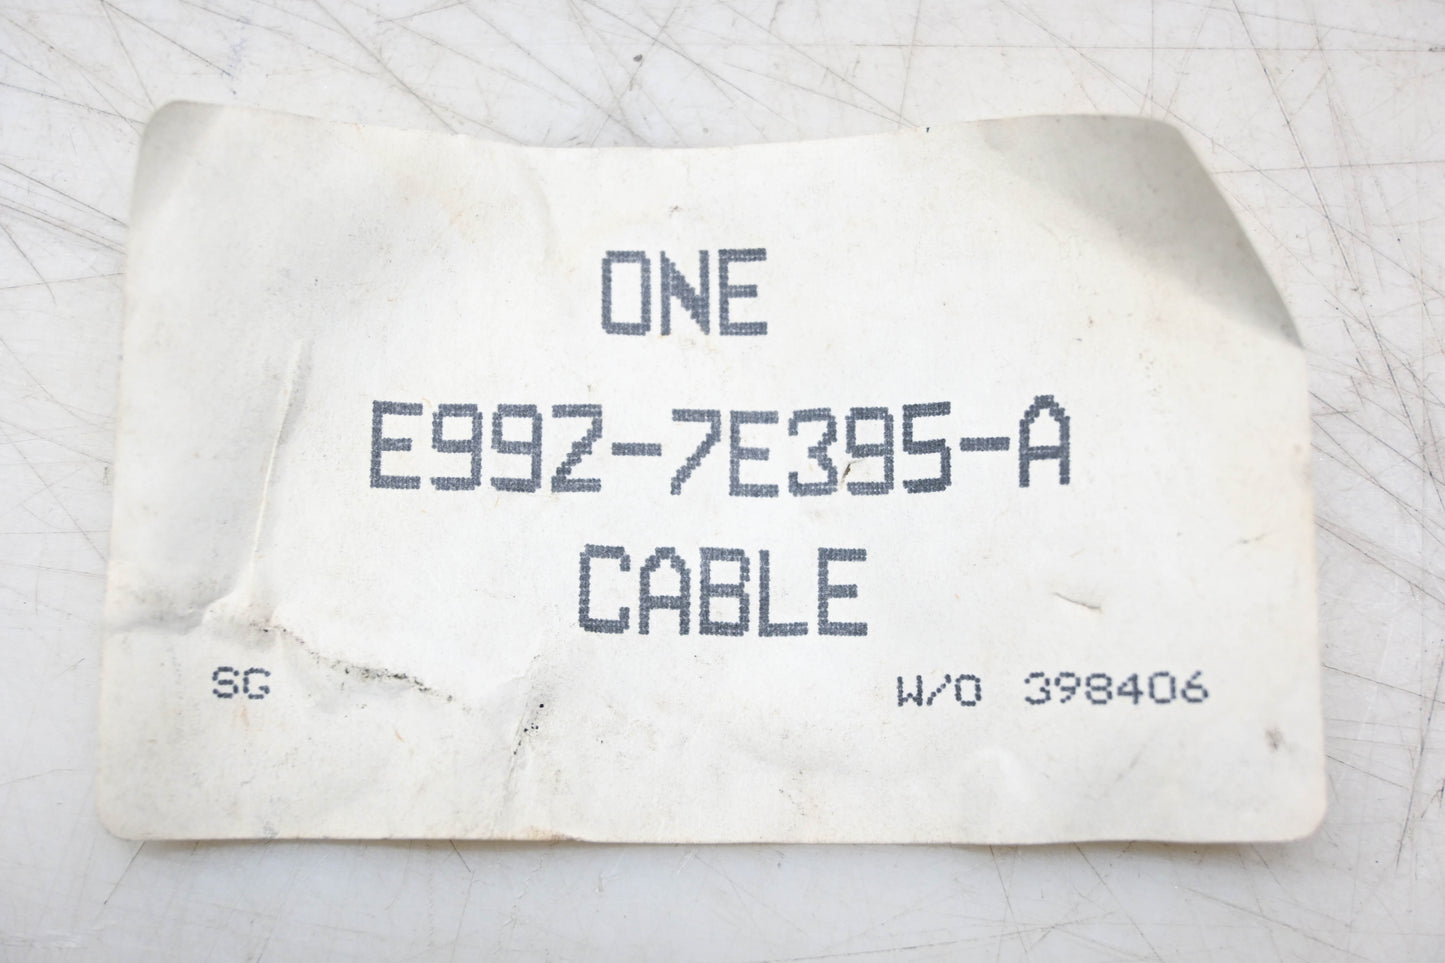 ONE
E99Z-7E395-A
CABLE
SG W/O 398406